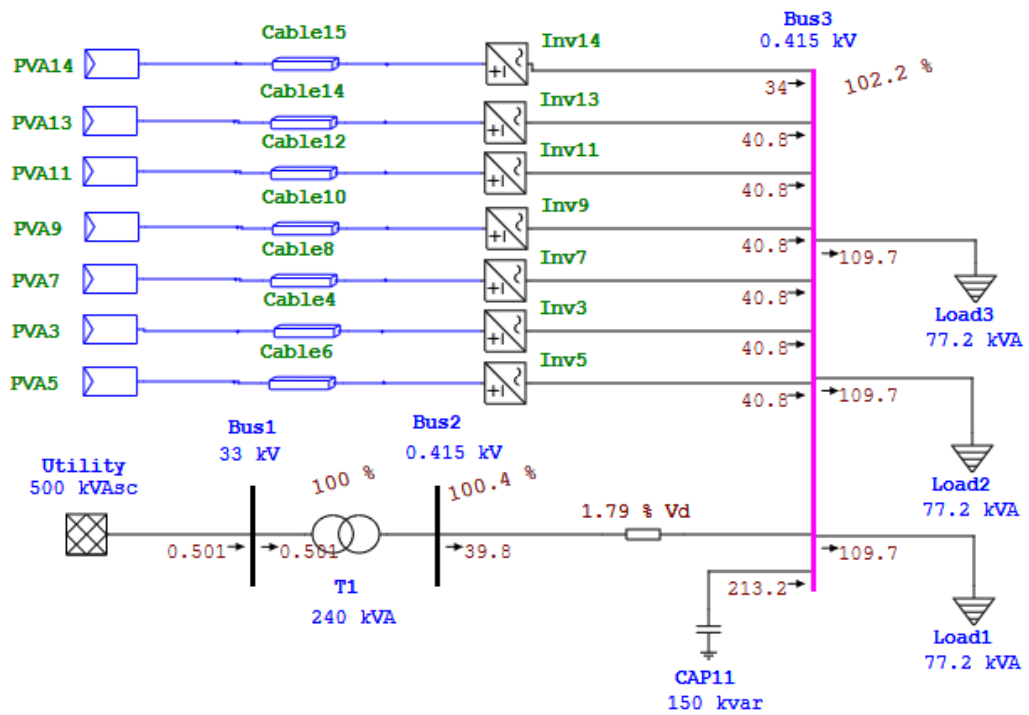 Bus3
0.415 kV
102.2 %
PVA14
Cable15
Inv14
34
PVA13
Cable14
Inv13
40.8
PVA11
Cable12
Inv11
40.8
PVA9
Cable10
Inv9
40.8
PVA7
Cable8
Inv7
40.8
PVA3
Cable4
Inv3
40.8
PVA5
Cable6
Inv5
40.8
109.7
Load3
77.2 kVA
109.7
Load2
77.2 kVA
Utility
500 kVAsc
0.501
Bus1
33 kV
0.501
100 %
T1
240 kVA
Bus2
0.415 kV
100.4 %
39.8
1.79 % Vd
109.7
Load1
77.2 kVA
213.2
CAP11
150 kvar